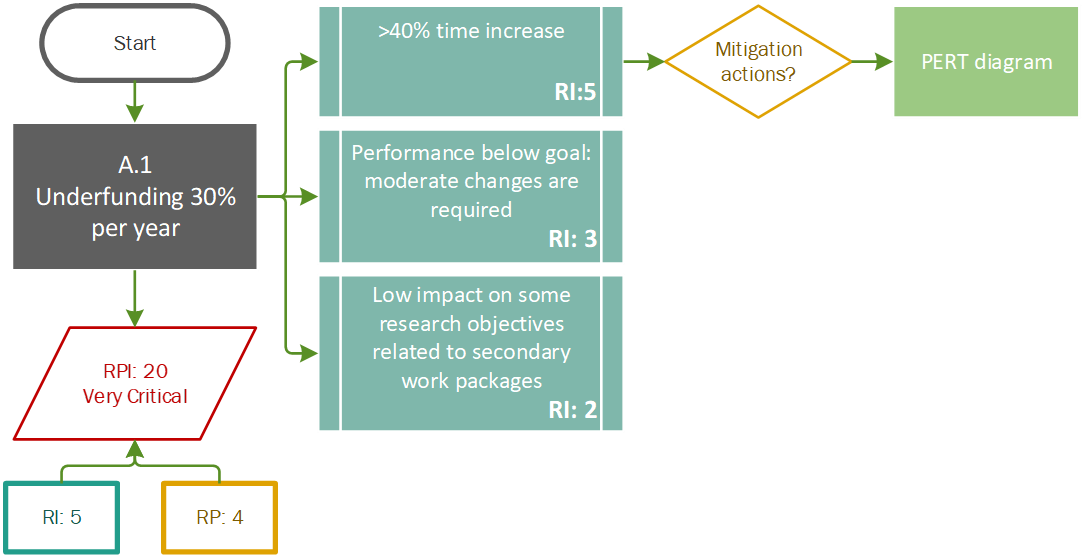 Start
A.1
Underfunding 30%
per year
RPI: 20
Very Critical
RI: 5
RP: 4
>40% time increase
RI:5
Performance below goal:
moderate changes are
required
RI: 3
Low impact on some
research objectives
related to secondary
work packages
RI: 2
Mitigation
actions?
PERT diagram